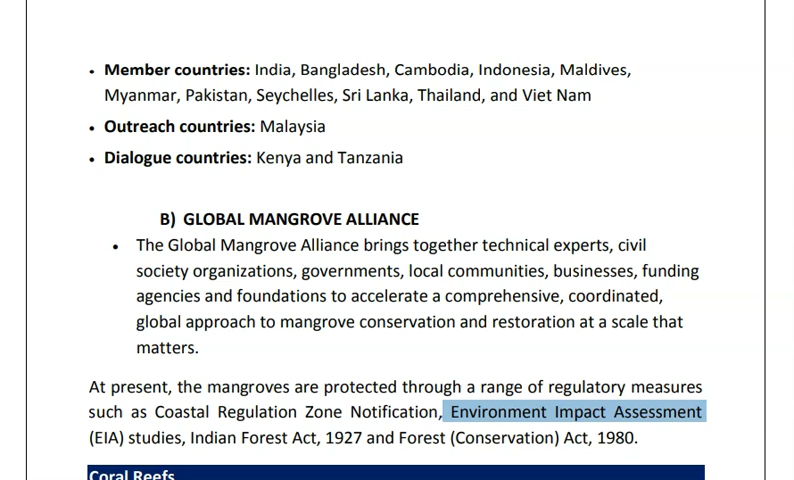 • Member countries: India, Bangladesh, Cambodia, Indonesia, Maldives,
Myanmar, Pakistan, Seychelles, Sri Lanka, Thailand, and Viet Nam
• Outreach countries: Malaysia
• Dialogue countries: Kenya and Tanzania
B) GLOBAL MANGROVE ALLIANCE
• The Global Mangrove Alliance brings together technical experts, civil
society organizations, governments, local communities, businesses, funding
agencies and foundations to accelerate a comprehensive, coordinated,
global approach to mangrove conservation and restoration at a scale that
matters.
At present, the mangroves are protected through a range of regulatory measures
such as Coastal Regulation Zone Notification, Environment Impact Assessment
(EIA) studies, Indian Forest Act, 1927 and Forest (Conservation) Act, 1980.
Coral Reefs